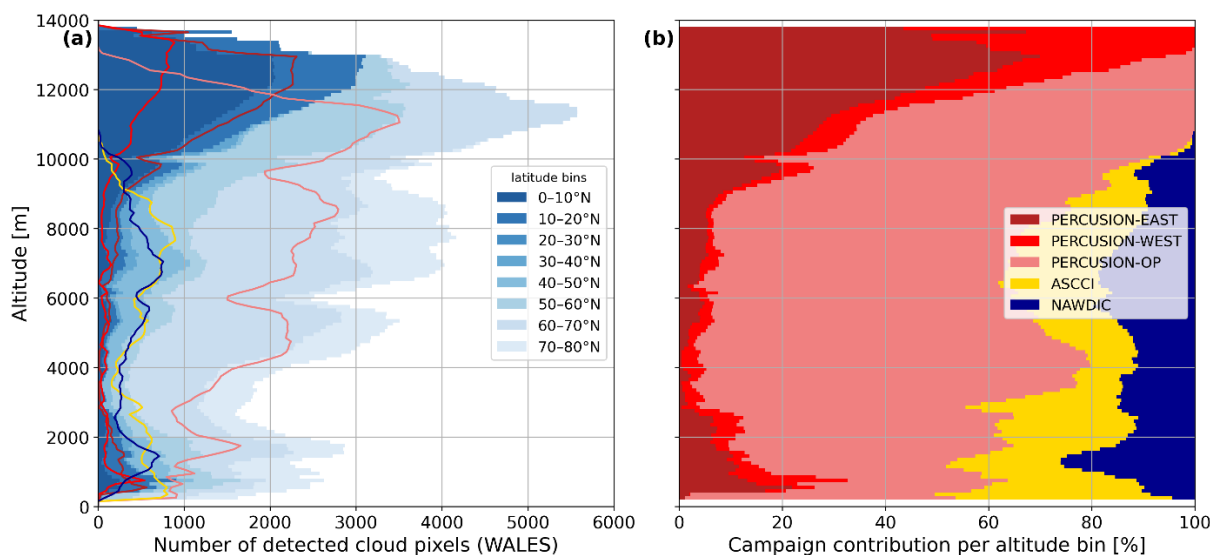 (a)
14000
12000
10000
8000
6000
4000
2000
0
Altitude [m]
latitude bins
0–10°N
10–20°N
20–30°N
30–40°N
40–50°N
50–60°N
60–70°N
70–80°N
0 1000 2000 3000 4000 5000 6000
Number of detected cloud pixels (WALES)
(b)
PERCUSION-EAST
PERCUSION-WEST
PERCUSION-OP
ASCCI
NAWDIC
0 20 40 60 80 100
Campaign contribution per altitude bin [%]